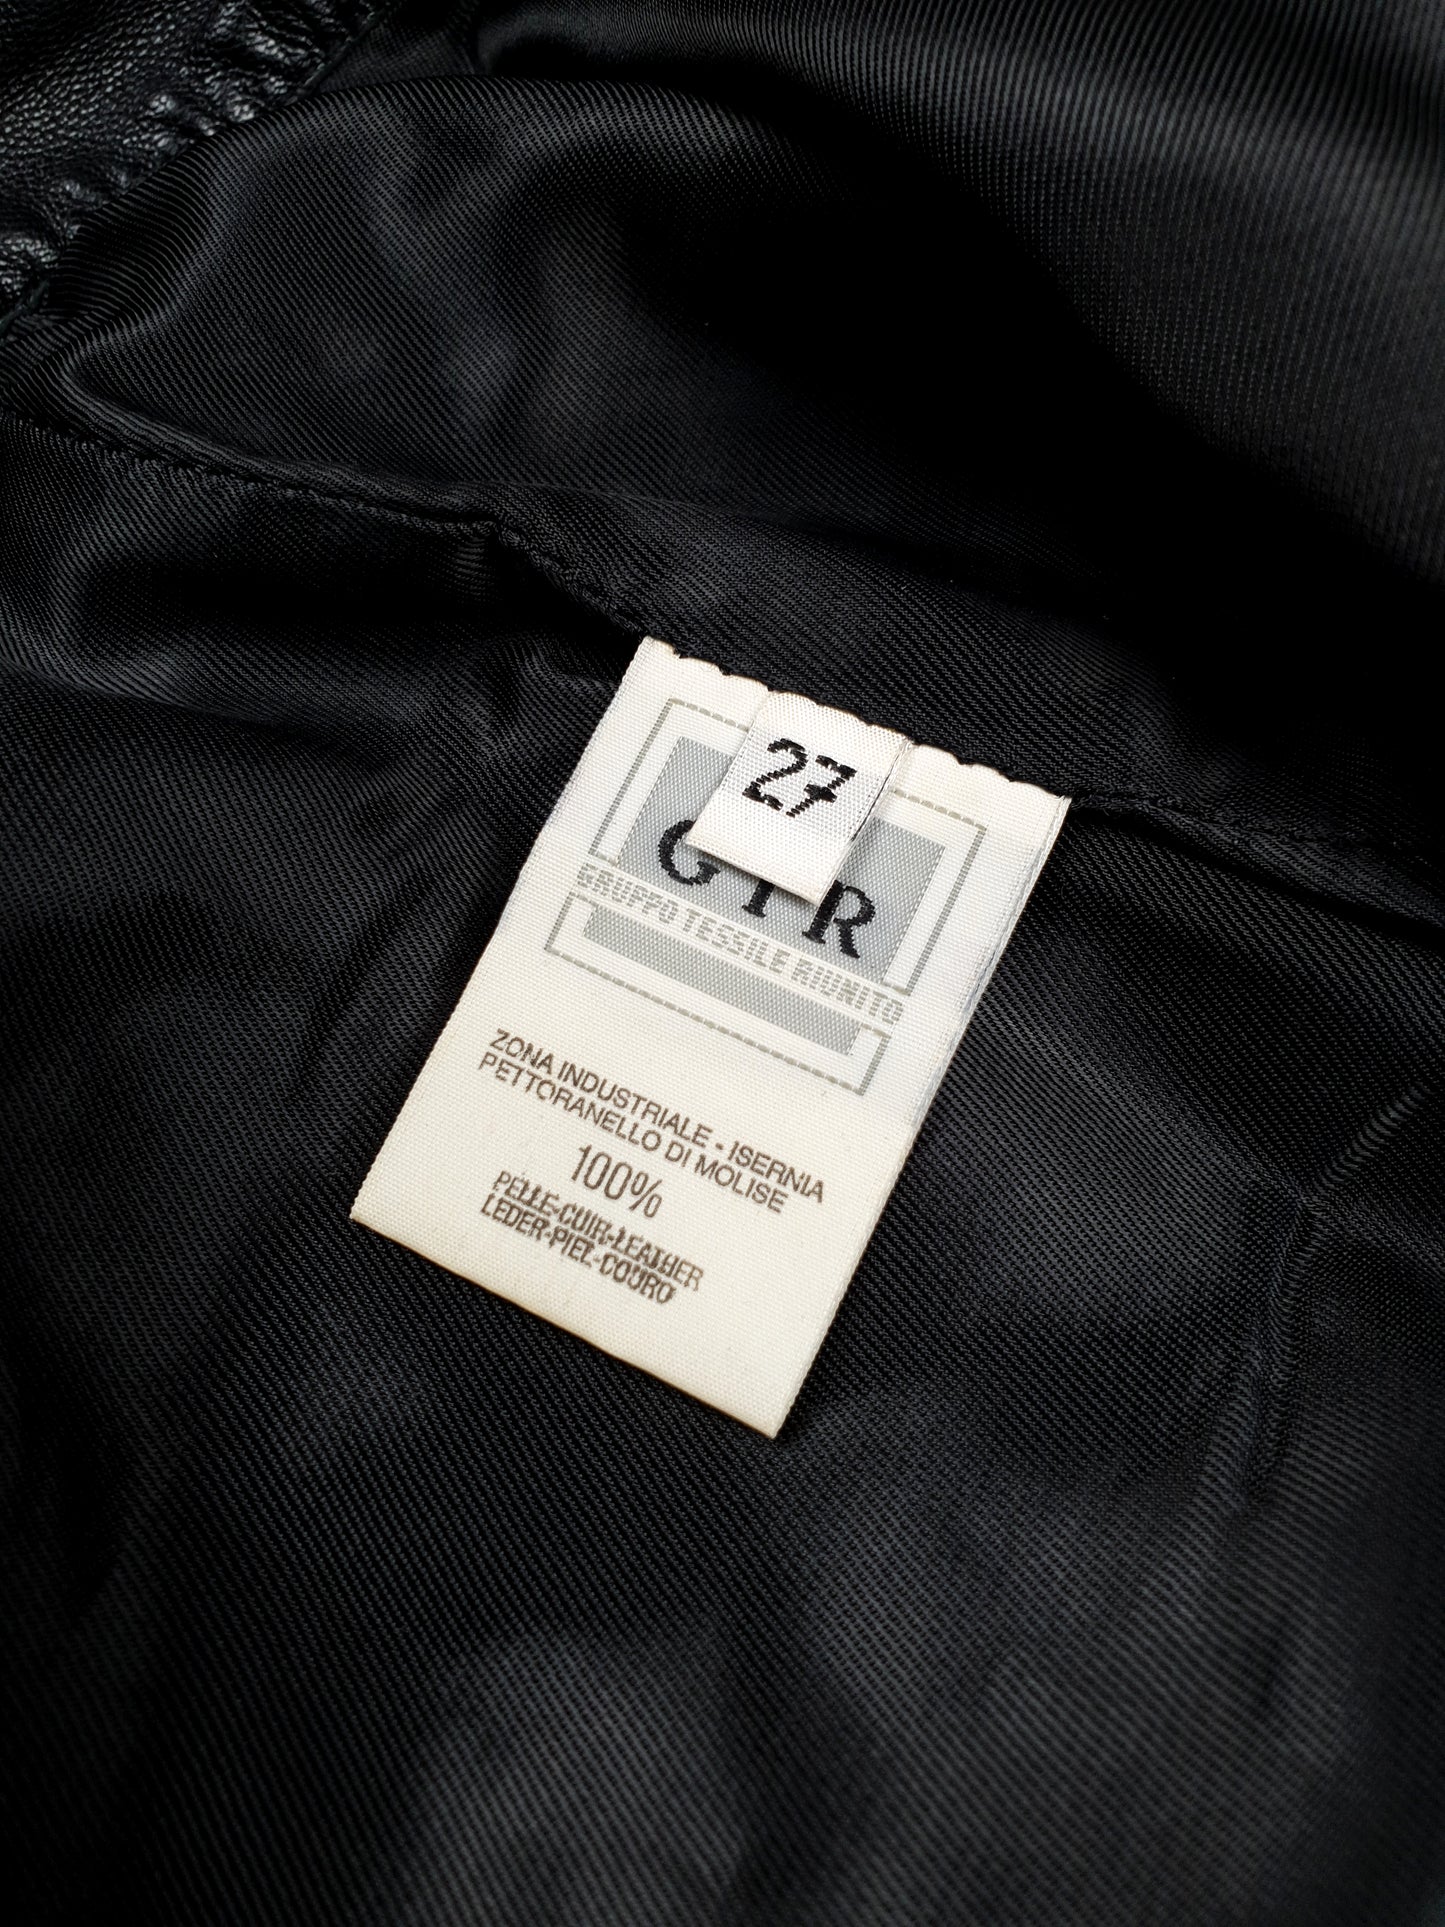 27
GTR
GRUPPO TESSILE RIUNITO
ZONA INDUSTRIALE - ISERNIA
PETTORANELLO DI MOLISE
100%
PELLE-CUIR-LEATHER
LEDER-PIEL-COURO